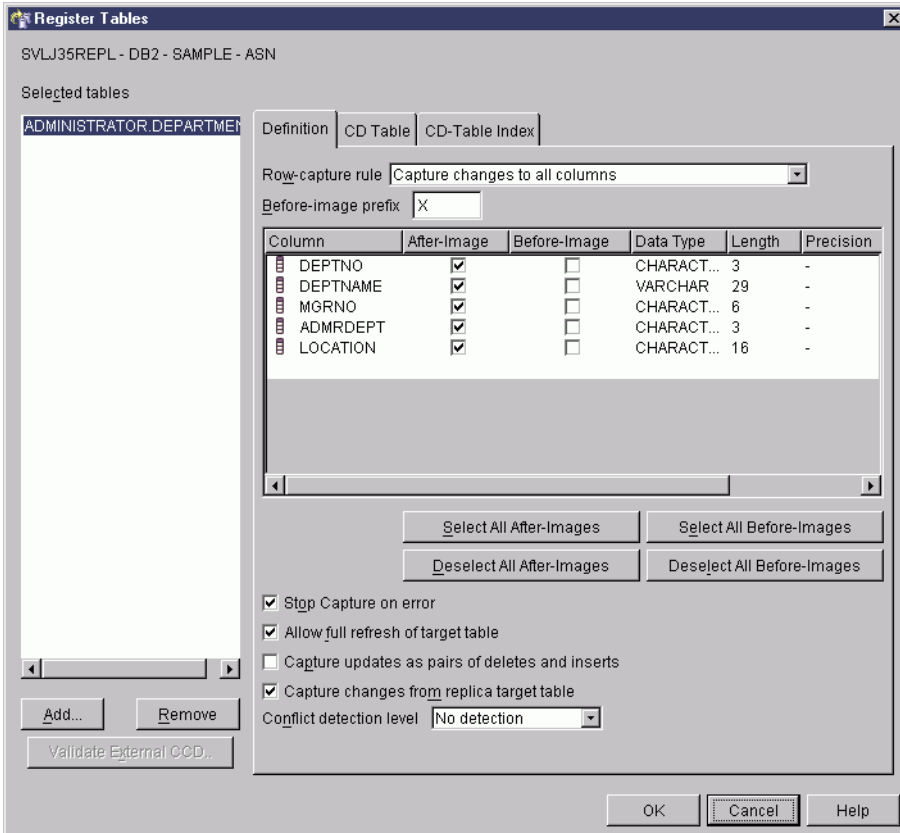 Register Tables
SVLJ35REPL - DB2 - SAMPLE - ASN
Selected tables
ADMINISTRATOR.DEPARTMEN
Definition CD Table CD-Table Index
Row-capture rule Capture changes to all columns
Before-image prefix X
Column After-Image Before-Image Data Type Length Precision
DEPTNO CHARACT... 3 -
DEPTNAME VARCHAR 29 -
MGRNO CHARACT... 6 -
ADMRDEPT CHARACT... 3 -
LOCATION CHARACT... 16 -
Select All After-Images Select All Before-Images
Deselect All After-Images Deselect All Before-Images
Stop Capture on error
Allow full refresh of target table
Capture updates as pairs of deletes and inserts
Capture changes from replica target table
Conflict detection level No detection
Add... Remove
Validate External CCD..
OK Cancel Help